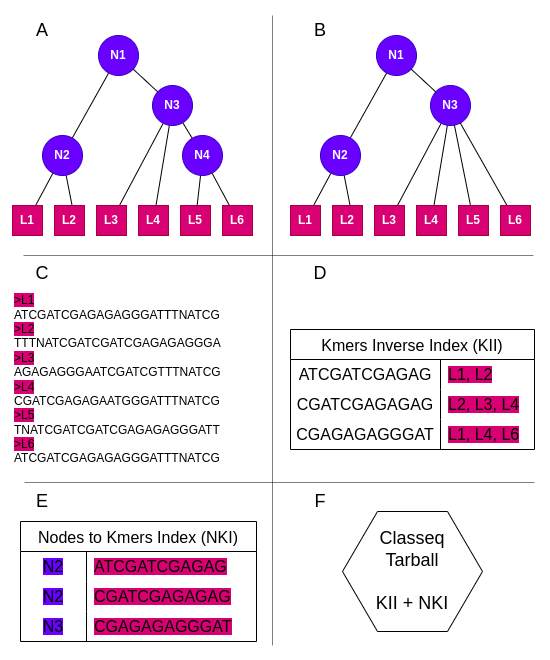 A
N1
N3
N2
N4
L1 L2 L3 L4 L5 L6
B
N1
N3
N2
L1 L2 L3 L4 L5 L6
C
>L1
ATCGATCGAGAGAGGGATTTNATCG
>L2
TTTNATCGATCGATCGAGAGAGGGA
>L3
AGAGAGGGAATCGATCGTTTNATCG
>L4
CGATCGAGAGAATGGGATTTNATCG
>L5
TNATCGATCGATCGAGAGAGGGATT
>L6
ATCGATCGAGAGAGGGATTTNATCG
D
Kmers Inverse Index (KII)
ATCGATCGAGAG L1, L2
CGATCGAGAGAG L2, L3, L4
CGAGAGAGGGAT L1, L4, L6
E
Nodes to Kmers Index (NKI)
N2 ATCGATCGAGAG
N2 CGATCGAGAGAG
N3 CGAGAGAGGGAT
F
Classeq
Tarball
KII + NKI